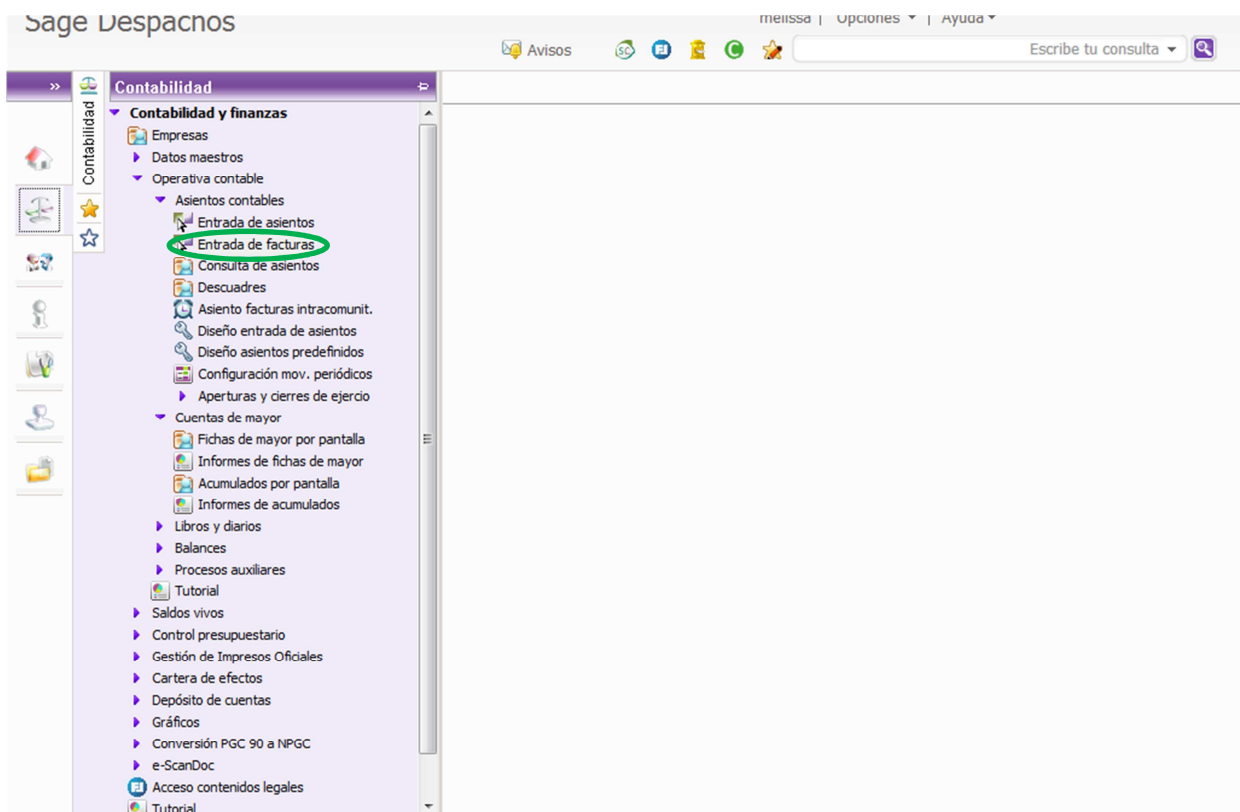 Sage Despachos
melissa | Opciones | Ayuda
Avisos
Escribe tu consulta
»
Contabilidad
Contabilidad
Contabilidad y finanzas
Empresas
Datos maestros
Operativa contable
Asientos contables
Entrada de asientos
Entrada de facturas
Consulta de asientos
Descuadres
Asiento facturas intracomunit.
Diseño entrada de asientos
Diseño asientos predefinidos
Configuración mov. periódicos
Aperturas y cierres de ejercio
Cuentas de mayor
Fichas de mayor por pantalla
Informes de fichas de mayor
Acumulados por pantalla
Informes de acumulados
Libros y diarios
Balances
Procesos auxiliares
Tutorial
Saldos vivos
Control presupuestario
Gestión de Impresos Oficiales
Cartera de efectos
Depósito de cuentas
Gráficos
Conversión PGC 90 a NPGC
e-ScanDoc
Acceso contenidos legales
Tutorial